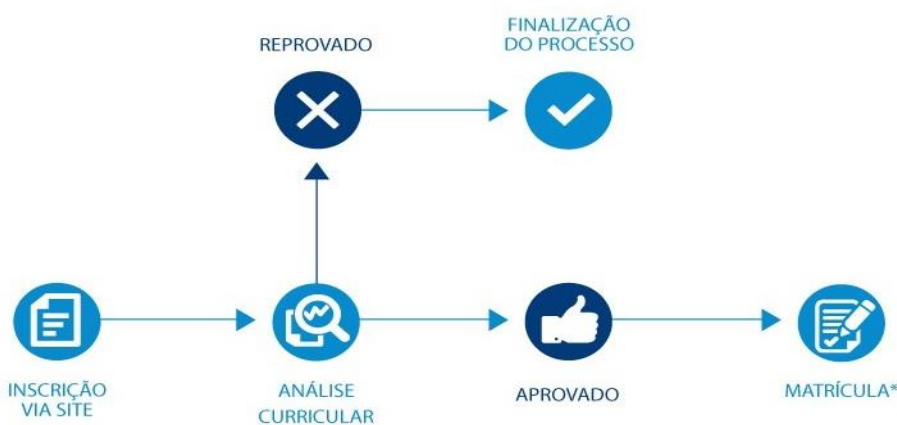 REPROVADO
FINALIZAÇÃO
DO PROCESSO
INSCRIÇÃO
VIA SITE
ANÁLISE
CURRICULAR
APROVADO
MATRÍCULA*